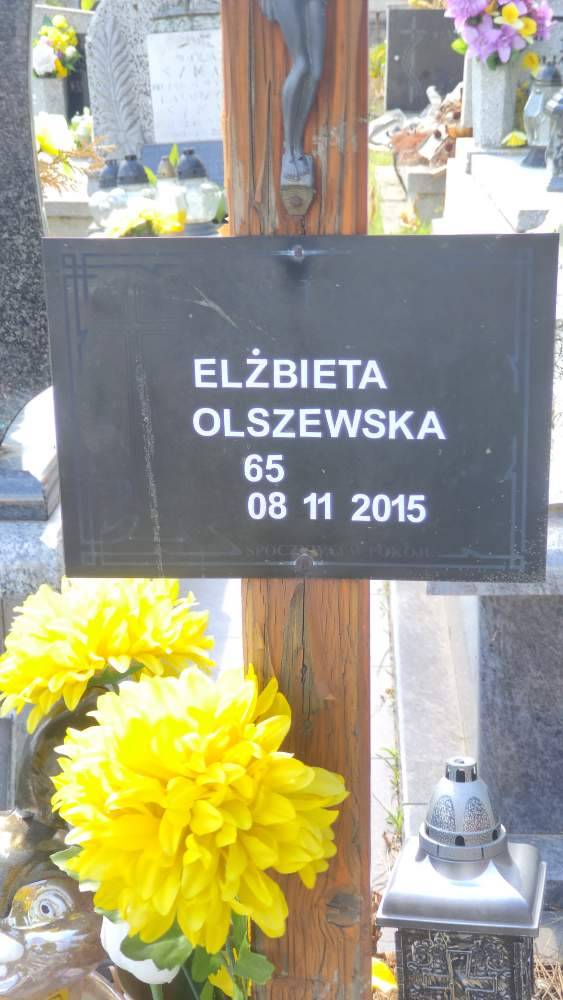 ELŻBIETA
OLSZEWSKA
65
08 11 2015
SPOCZYWAJ W POKOJU